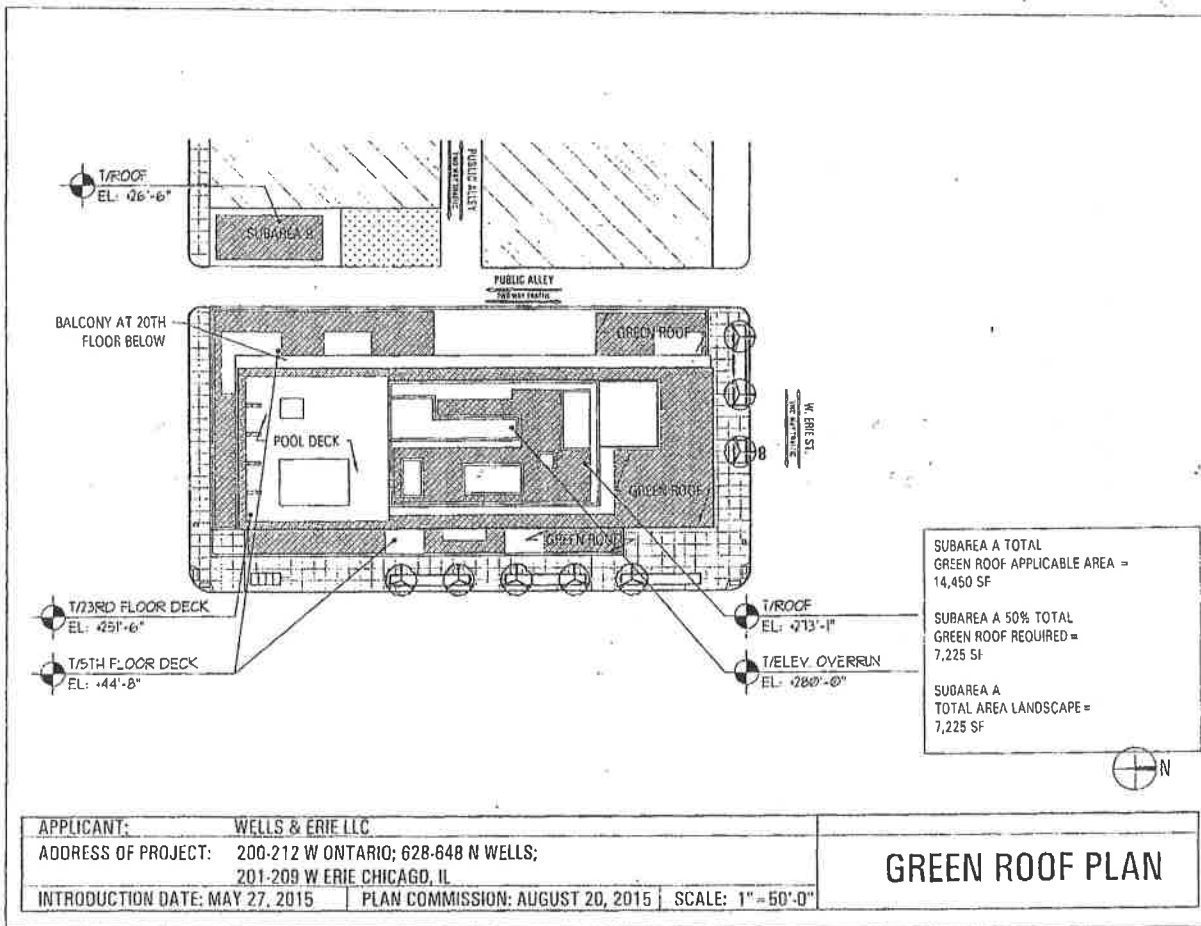 T/ROOF
EL: +26'-6"
SUBAREA B
PUBLIC ALLEY
TWO WAY TRAFFIC
PUBLIC ALLEY
TWO WAY TRAFFIC
BALCONY AT 20TH
FLOOR BELOW
GREEN ROOF
POOL DECK
GREEN ROOF
GREEN ROOF
W. ERIE ST.
8
T/23RD FLOOR DECK
EL: +251'-6"
T/5TH FLOOR DECK
EL: +44'-8"
T/ROOF
EL: +273'-1"
T/ELEV. OVERRUN
EL: +280'-0"
SUBAREA A TOTAL
GREEN ROOF APPLICABLE AREA =
14,450 SF
SUBAREA A 50% TOTAL
GREEN ROOF REQUIRED =
7,225 SF
SUBAREA A
TOTAL AREA LANDSCAPE =
7,225 SF
N
APPLICANT: WELLS & ERIE LLC
ADDRESS OF PROJECT: 200-212 W ONTARIO; 628-648 N WELLS;
201-209 W ERIE CHICAGO, IL
INTRODUCTION DATE: MAY 27, 2015 PLAN COMMISSION: AUGUST 20, 2015 SCALE: 1" = 50'-0"
GREEN ROOF PLAN